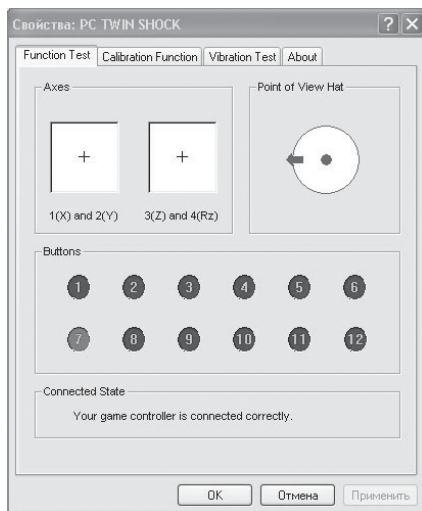 Свойства: PC TWIN SHOCK
Function Test Calibration Function Vibration Test About
Axes
1(X) and 2(Y) 3(Z) and 4(Rz)
Point of View Hat
Buttons
1 2 3 4 5 6
7 8 9 10 11 12
Connected State
Your game controller is connected correctly.
OK Отмена Применить